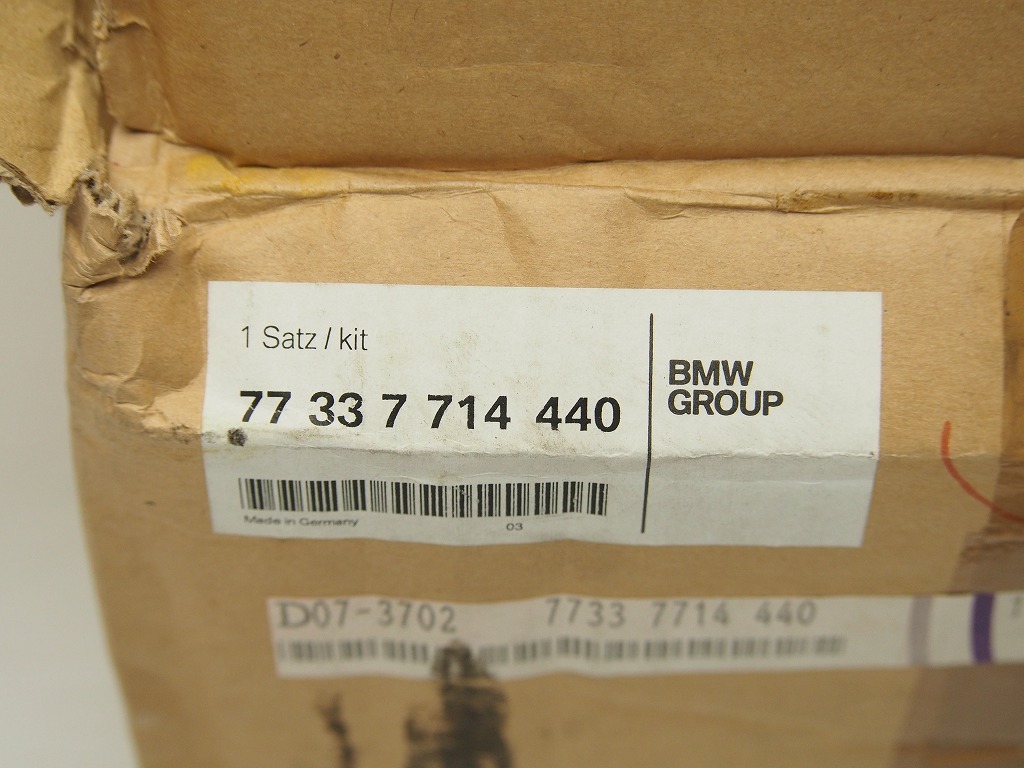 1 Satz / kit
77 33 7 714 440
BMW
GROUP
Made in Germany
03
D07-3702 7733 7714 440